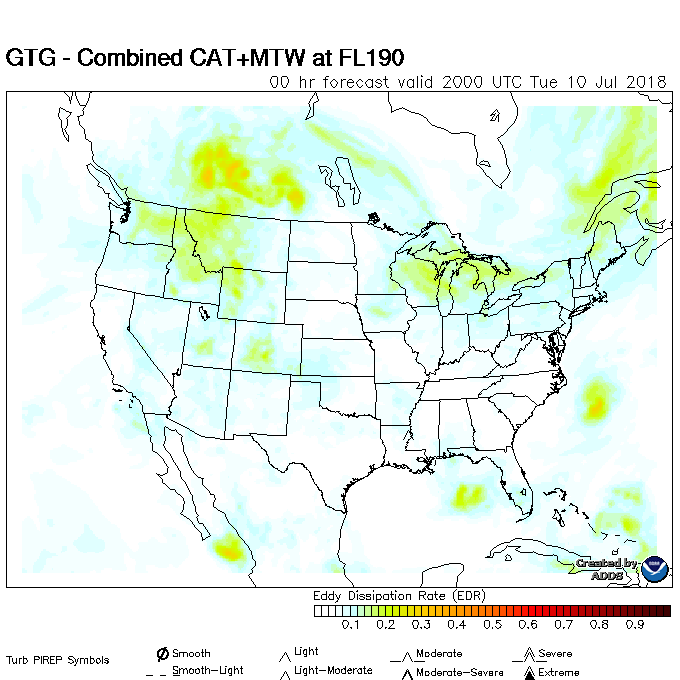 GTG - Combined CAT+MTW at FL190
00 hr forecast valid 2000 UTC Tue 10 Jul 2018
Created by
ADDS
Eddy Dissipation Rate (EDR)
0.1 0.2 0.3 0.4 0.5 0.6 0.7 0.8 0.9
Turb PIREP Symbols
Smooth Light Moderate Severe
Smooth-Light Light-Moderate Moderate-Severe Extreme